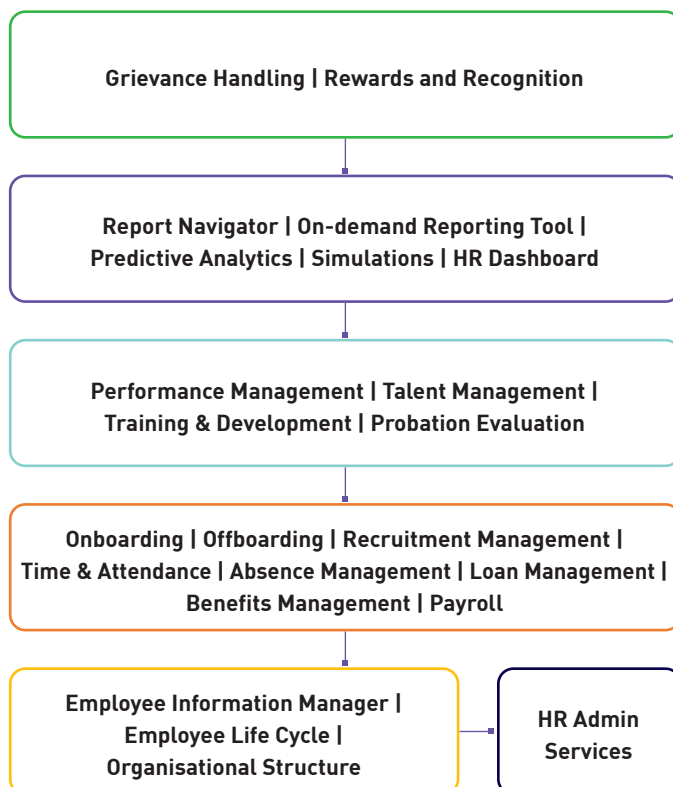 Grievance Handling | Rewards and Recognition
Report Navigator | On-demand Reporting Tool |
Predictive Analytics | Simulations | HR Dashboard
Performance Management | Talent Management |
Training & Development | Probation Evaluation
Onboarding | Offboarding | Recruitment Management |
Time & Attendance | Absence Management | Loan Management |
Benefits Management | Payroll
Employee Information Manager |
Employee Life Cycle |
Organisational Structure
HR Admin
Services